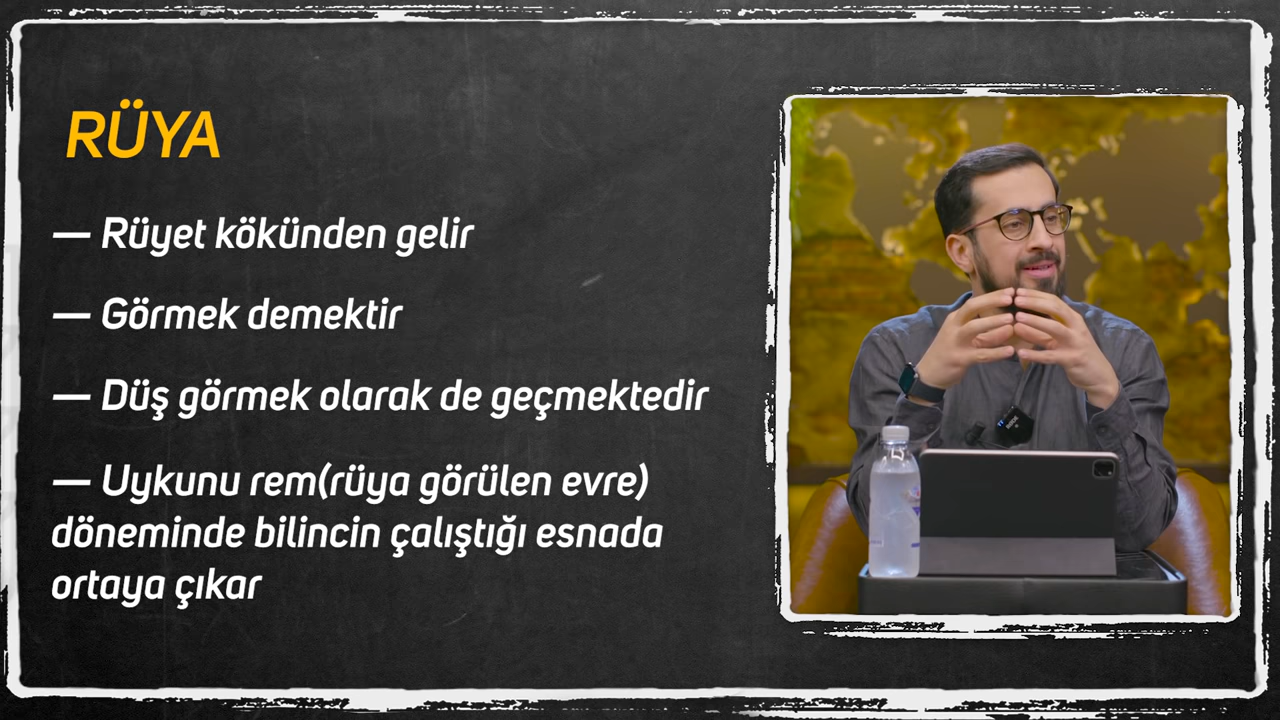 RÜYA
— Rüyet kökünden gelir
— Görmek demektir
— Düş görmek olarak de geçmektedir
— Uykunu rem(rüya görülen evre)
döneminde bilincin çalıştığı esnada
ortaya çıkar